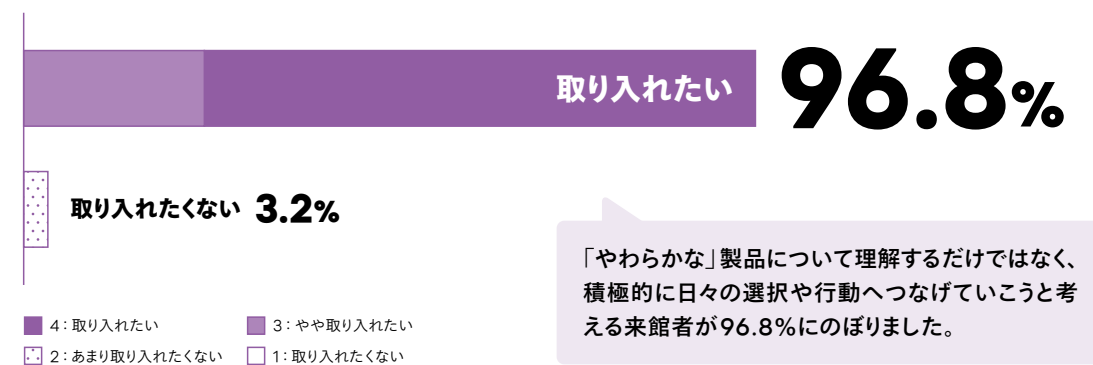 取り入れたい 96.8%
取り入れたくない 3.2%
「やわらかな」製品について理解するだけではなく、
積極的に日々の選択や行動へつなげていこうと考
える来館者が96.8%にのぼりました。
4：取り入れたい 3：やや取り入れたい
2：あまり取り入れたくない 1：取り入れたくない